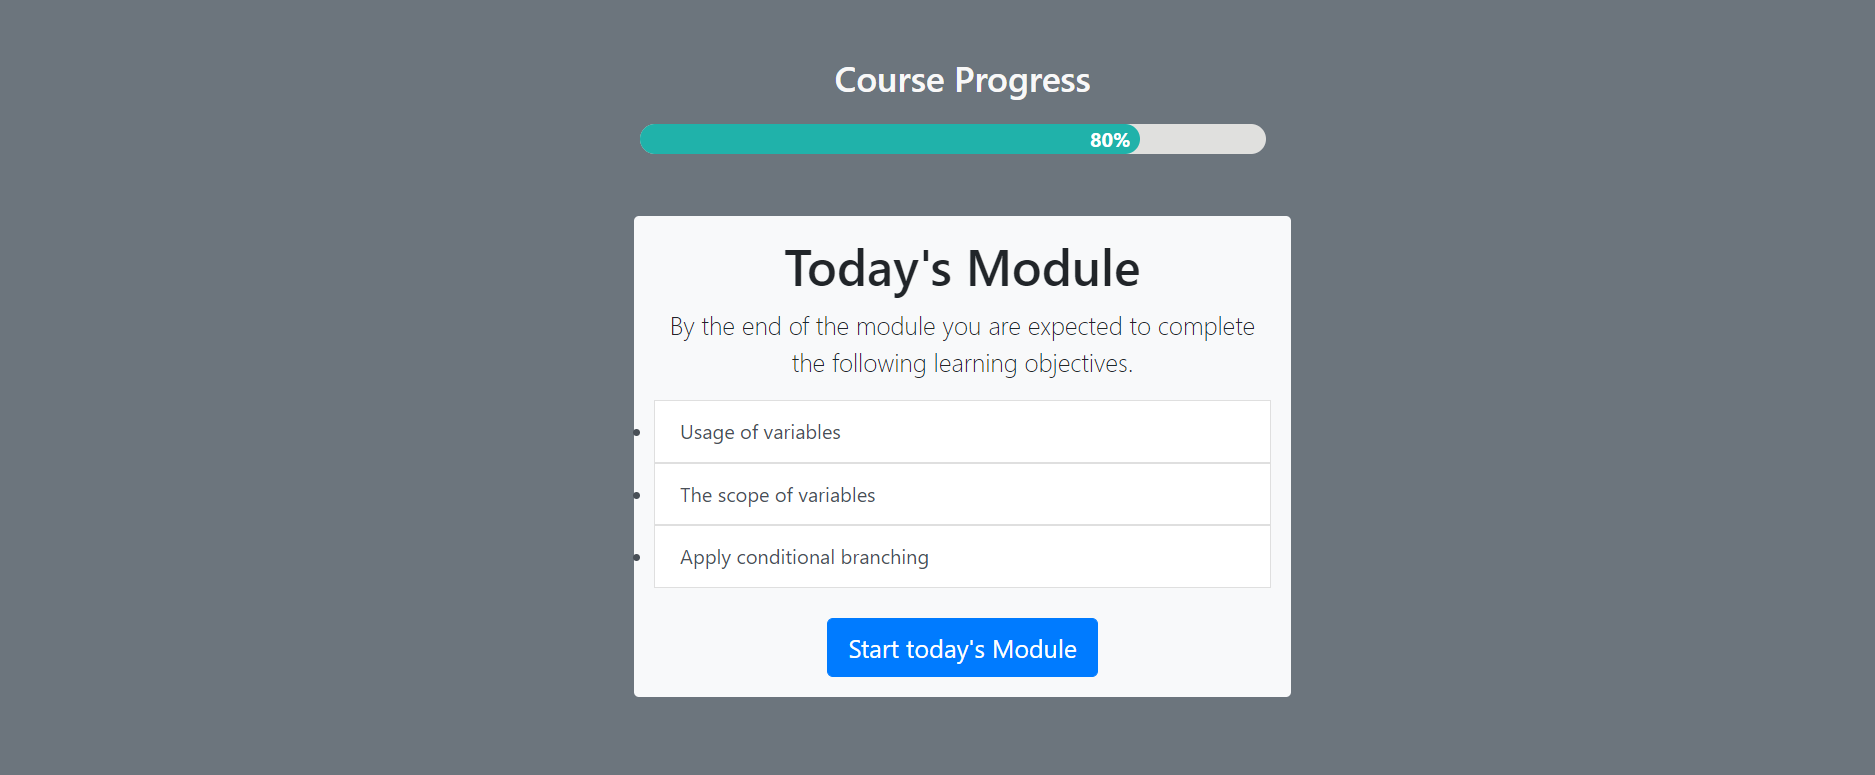 Course Progress
80%
Today's Module
By the end of the module you are expected to complete
the following learning objectives.
Usage of variables
The scope of variables
Apply conditional branching
Start today's Module